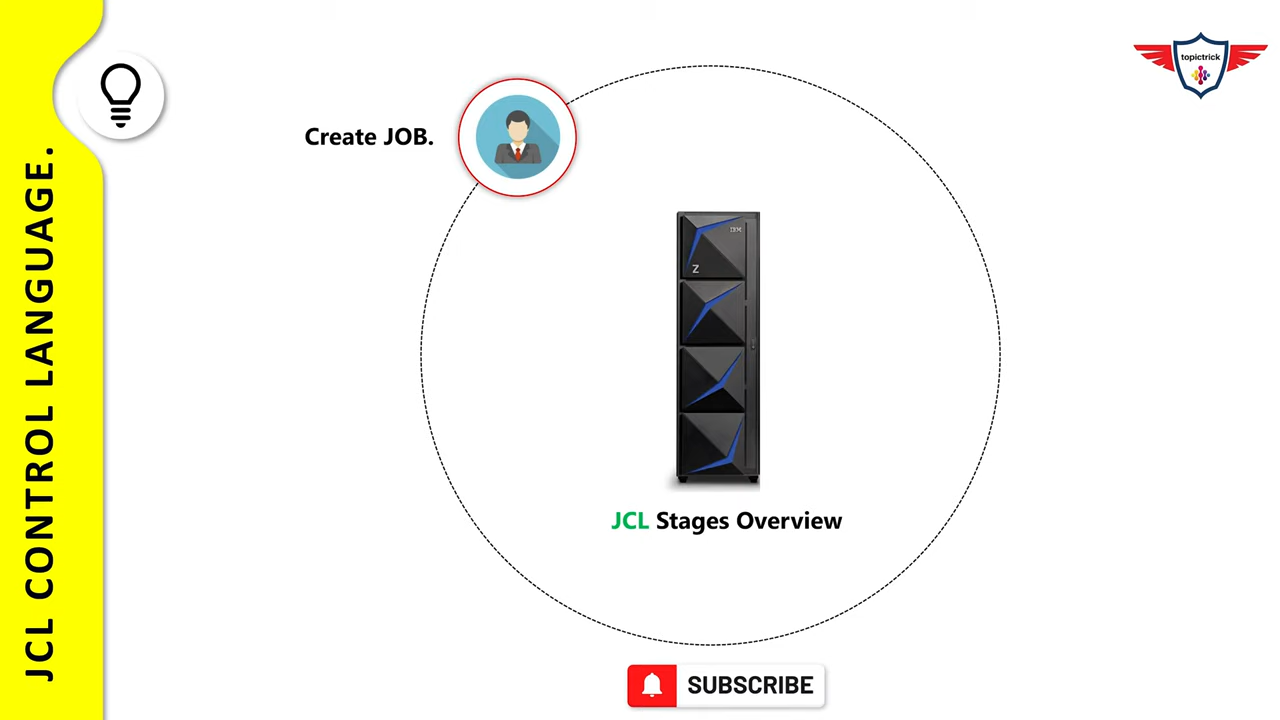 JCL CONTROL LANGUAGE.
topictrick
Create JOB.
IBM
Z
JCL Stages Overview
SUBSCRIBE